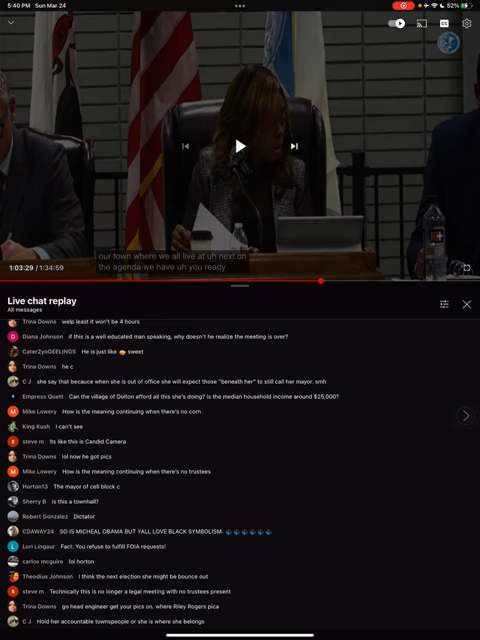 5:40 PM Sun Mar 24
52%
CC
our town where we all live at uh next on
the agenda we have uh you ready
1:03:29 / 1:34:59
Live chat replay
All messages
Trina Downs welp least it won't be 4 hours
D Diana Johnson if this is a well educated man speaking, why doesn't he realize the meeting is over?
Cater2yoGEELINGS He is just like 🥧 sweet
Trina Downs he c
C J she say that becauce when she is out of office she will expect those "beneath her" to still call her mayor. smh
Empress Quett Can the village of Dolton afford all this she's doing? Is the median household income around $25,000?
M Mike Lowery How is the meaning continuing when there's no corn
King Kush I can't see
s steve m Its like this is Candid Camera
Trina Downs lol now he got pics
M Mike Lowery How is the meaning continuing when there's no trustees
Horton13 The mayor of cell block c
Sherry B is this a townhall?
Robert Gonzalez Dictator
CDAWAY24 SO IS MICHEAL OBAMA BUT YALL LOVE BLACK SYMBOLISM.
L Leri Lingaur Fact: You refuse to fulfill FOIA requests!
carlos mcguire lol horton
Theodius Johnson I think the next election she might be bounce out
s steve m Technically this is no longer a legal meeting with no trustees present
Trina Downs go head engineer get your pics on. where Riley Rogers pica
C J Hold her accountable townspeople or she is where she belongs